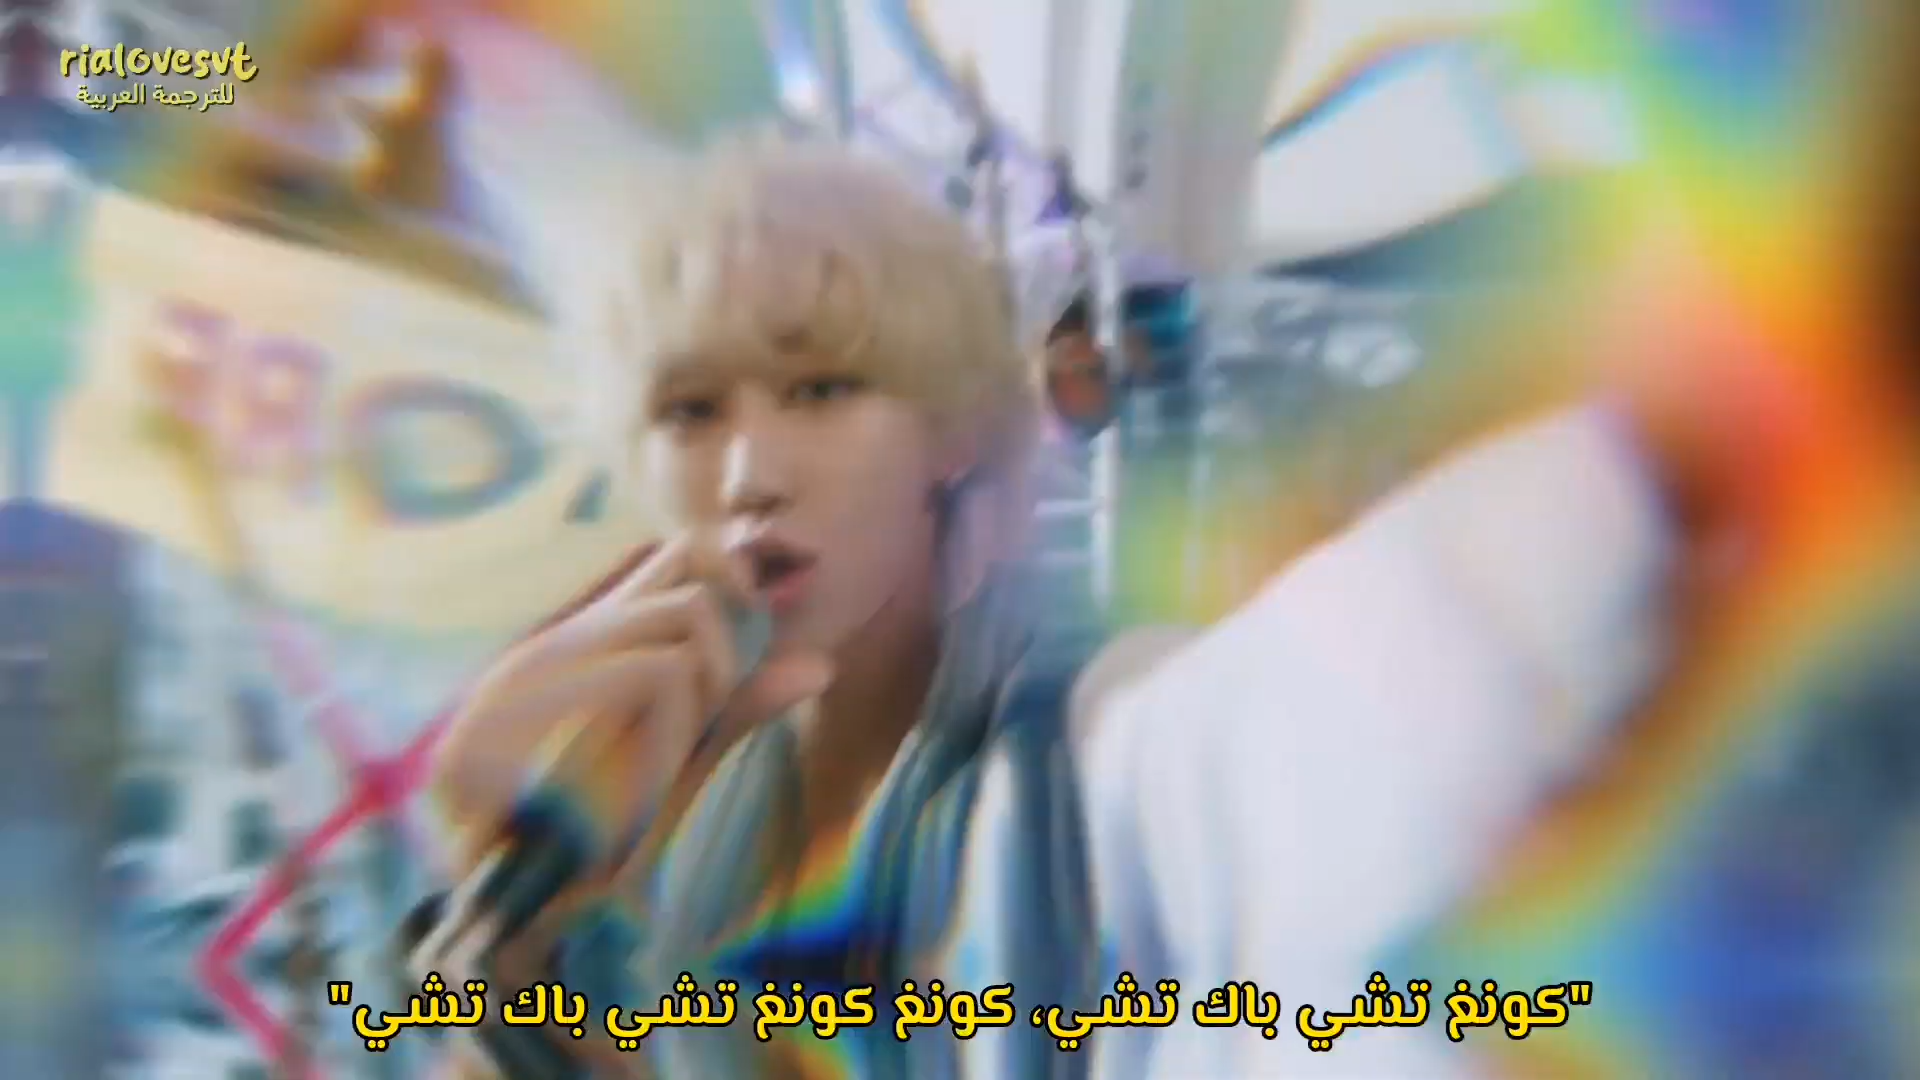 rialovesvt
للترجمة العربية
"كونغ تشي باك تشي، كونغ كونغ تشي باك تشي"